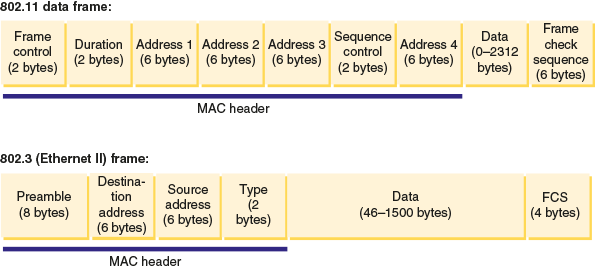 802.11 data frame:
Frame
control
(2 bytes)
Duration
(2 bytes)
Address 1
(6 bytes)
Address 2
(6 bytes)
Address 3
(6 bytes)
Sequence
control
(2 bytes)
Address 4
(6 bytes)
Data
(0–2312
bytes)
Frame
check
sequence
(6 bytes)
MAC header
802.3 (Ethernet II) frame:
Preamble
(8 bytes)
Destina-
tion
address
(6 bytes)
Source
address
(6 bytes)
Type
(2
bytes)
Data
(46–1500 bytes)
FCS
(4 bytes)
MAC header